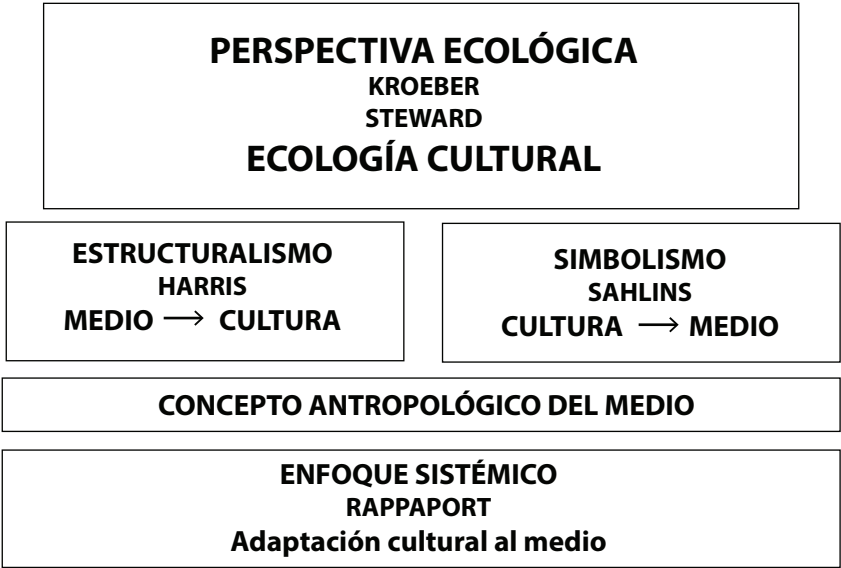 PERSPECTIVA ECOLÓGICA
KROEBER
STEWARD
ECOLOGÍA CULTURAL
ESTRUCTURALISMO
HARRIS
MEDIO → CULTURA
SIMBOLISMO
SAHLINS
CULTURA → MEDIO
CONCEPTO ANTROPOLÓGICO DEL MEDIO
ENFOQUE SISTÉMICO
RAPPAPORT
Adaptación cultural al medio